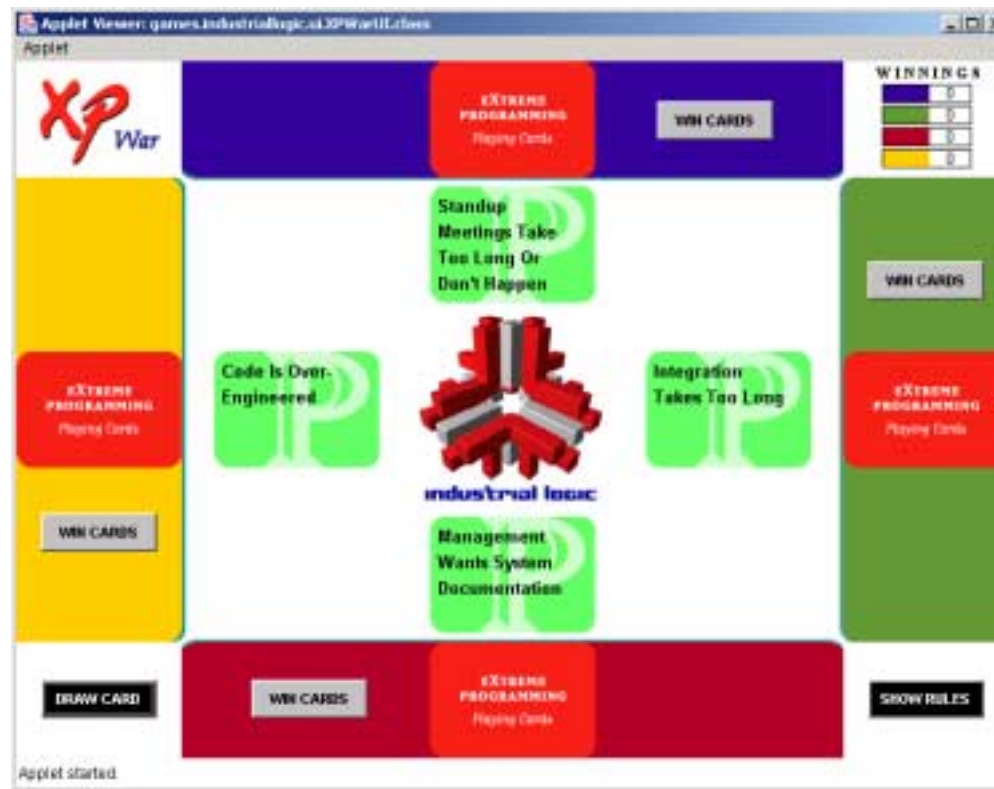 Applet Viewer: games.industriallogic.ui.XPWarUI.class
Applet
XP War
EXTREME
PROGRAMMING
Playing Cards
WIN CARDS
WINNINGS
0
0
0
0
Standup
Meetings Take
Too Long Or
Don't Happen
WIN CARDS
Code Is Over-
Engineered
Integration
Takes Too Long
EXTREME
PROGRAMMING
Playing Cards
EXTREME
PROGRAMMING
Playing Cards
industrial logic
WIN CARDS
Management
Wants System
Documentation
DRAW CARD
WIN CARDS
EXTREME
PROGRAMMING
Playing Cards
SHOW RULES
Applet started.